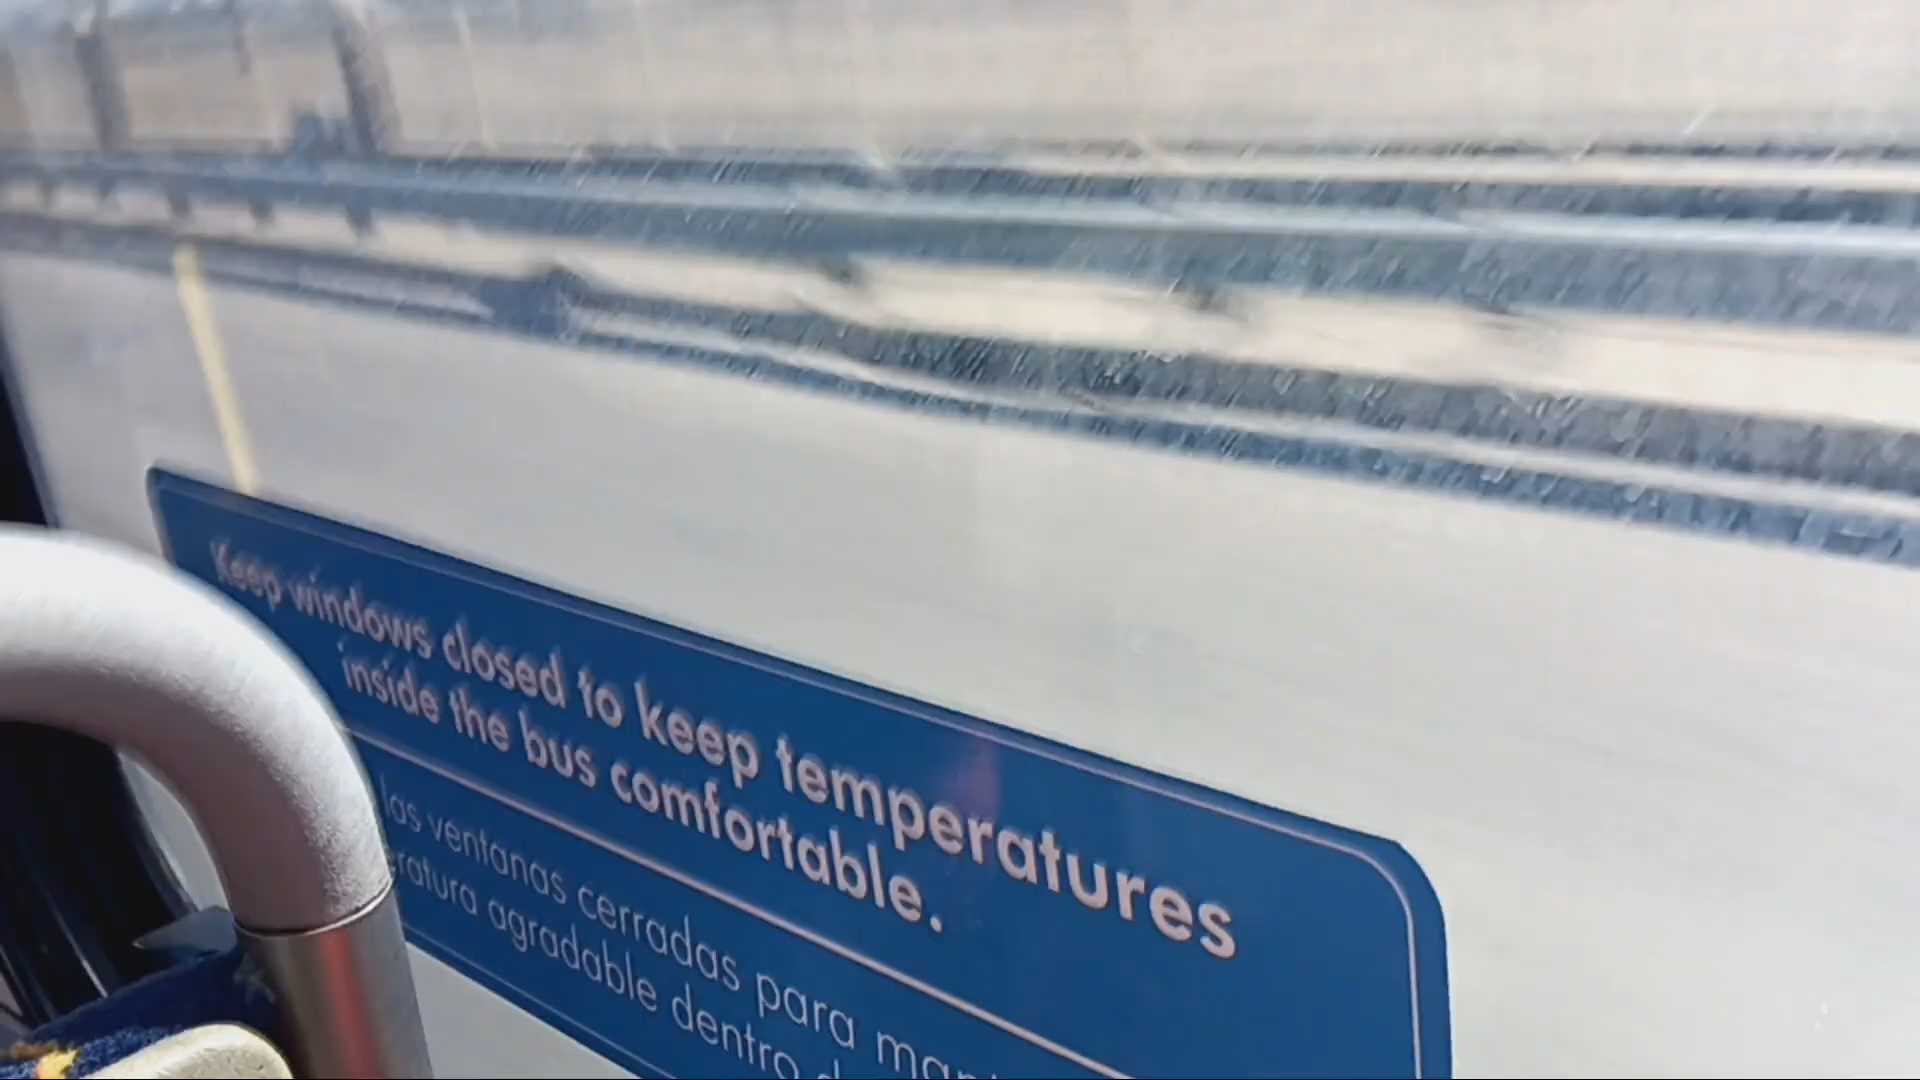 Keep windows closed to keep temperatures
inside the bus comfortable.
las ventanas cerradas para
agradable dentro